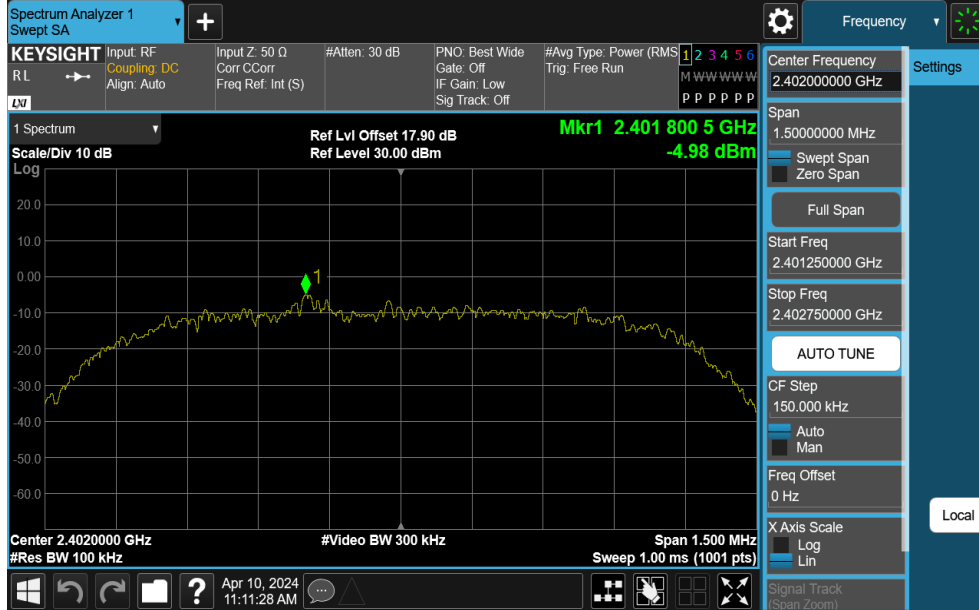 Spectrum Analyzer 1
Swept SA
+
Frequency
KEYSIGHT
R L
LXI
Input: RF
Coupling: DC
Align: Auto
Input Z: 50 Ω
Corr CCorr
Freq Ref: Int (S)
#Atten: 30 dB
PNO: Best Wide
Gate: Off
IF Gain: Low
Sig Track: Off
#Avg Type: Power (RMS
Trig: Free Run
1 2 3 4 5 6
M W W W W W
P P P P P P
1 Spectrum
Scale/Div 10 dB
Log
Ref Lvl Offset 17.90 dB
Ref Level 30.00 dBm
Mkr1 2.401 800 5 GHz
-4.98 dBm
20.0
10.0
0.00
-10.0
-20.0
-30.0
-40.0
-50.0
-60.0
1
Center 2.4020000 GHz
#Res BW 100 kHz
#Video BW 300 kHz
Span 1.500 MHz
Sweep 1.00 ms (1001 pts)
?
Apr 10, 2024
11:11:28 AM
Center Frequency
2.402000000 GHz
Span
1.50000000 MHz
Swept Span
Zero Span
Full Span
Start Freq
2.401250000 GHz
Stop Freq
2.402750000 GHz
AUTO TUNE
CF Step
150.000 kHz
Auto
Man
Freq Offset
0 Hz
X Axis Scale
Log
Lin
Signal Track
(Span Zoom)
Settings
Local